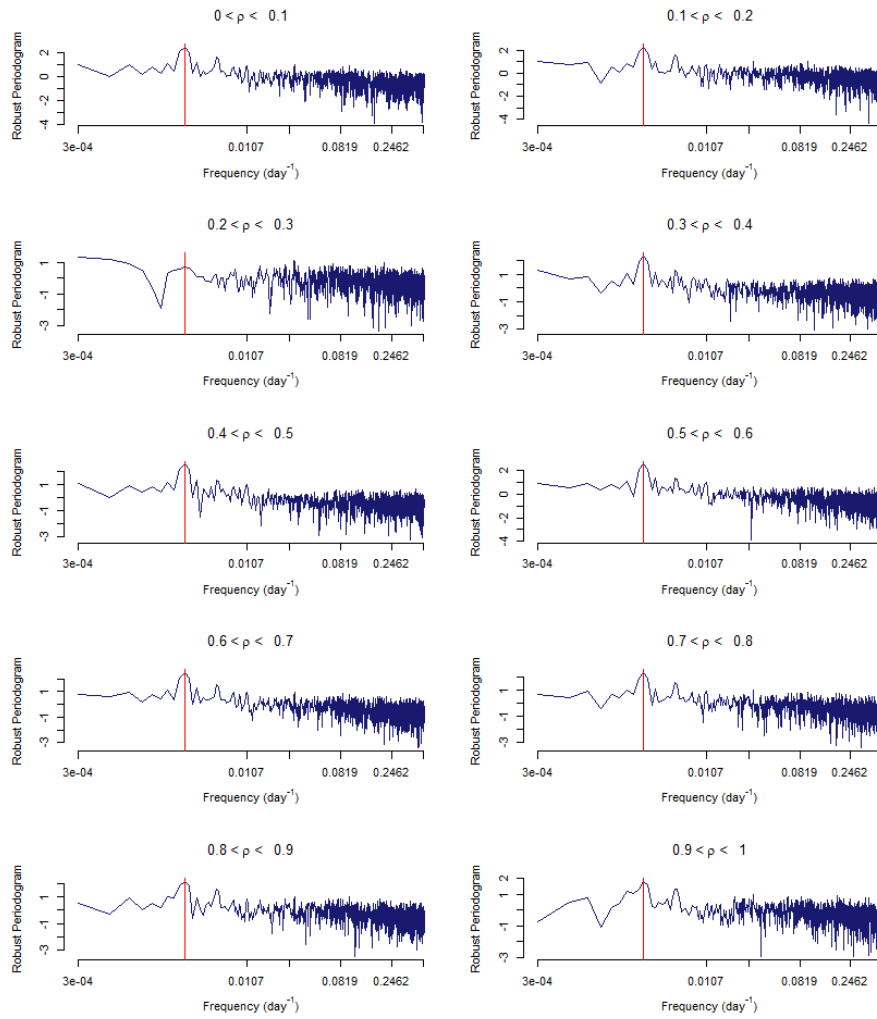 0 < ρ < 0.1
Robust Periodogram
2
0
-2
-4
3e-04 0.0107 0.0819 0.2462
Frequency (day⁻¹)
0.1 < ρ < 0.2
Robust Periodogram
2
0
-2
-4
3e-04 0.0107 0.0819 0.2462
Frequency (day⁻¹)
0.2 < ρ < 0.3
Robust Periodogram
1
-1
-3
3e-04 0.0107 0.0819 0.2462
Frequency (day⁻¹)
0.3 < ρ < 0.4
Robust Periodogram
1
-1
-3
3e-04 0.0107 0.0819 0.2462
Frequency (day⁻¹)
0.4 < ρ < 0.5
Robust Periodogram
1
-1
-3
3e-04 0.0107 0.0819 0.2462
Frequency (day⁻¹)
0.5 < ρ < 0.6
Robust Periodogram
2
0
-2
-4
3e-04 0.0107 0.0819 0.2462
Frequency (day⁻¹)
0.6 < ρ < 0.7
Robust Periodogram
1
-1
-3
3e-04 0.0107 0.0819 0.2462
Frequency (day⁻¹)
0.7 < ρ < 0.8
Robust Periodogram
1
-1
-3
3e-04 0.0107 0.0819 0.2462
Frequency (day⁻¹)
0.8 < ρ < 0.9
Robust Periodogram
1
-1
-3
3e-04 0.0107 0.0819 0.2462
Frequency (day⁻¹)
0.9 < ρ < 1
Robust Periodogram
2
1
-1
-3
3e-04 0.0107 0.0819 0.2462
Frequency (day⁻¹)